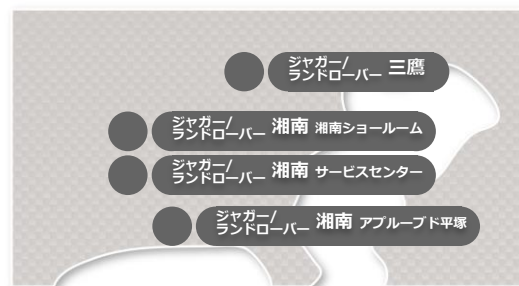 ジャガー/
ランドローバー 三鷹
ジャガー/
ランドローバー 湘南 湘南ショールーム
ジャガー/
ランドローバー 湘南 サービスセンター
ジャガー/
ランドローバー 湘南 アプルーブド平塚